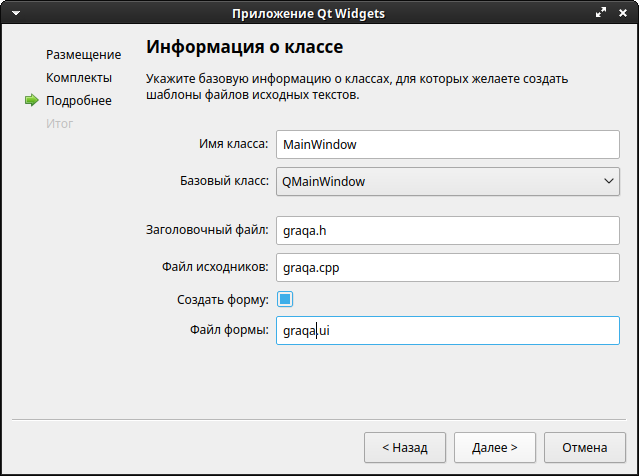 Приложение Qt Widgets
Размещение
Комплекты
Подробнее
Итог
Информация о классе
Укажите базовую информацию о классах, для которых желаете создать
шаблоны файлов исходных текстов.
Имя класса: MainWindow
Базовый класс: QMainWindow
Заголовочный файл: graqa.h
Файл исходников: graqa.cpp
Создать форму:
Файл формы: graqa.ui
< Назад Далее > Отмена